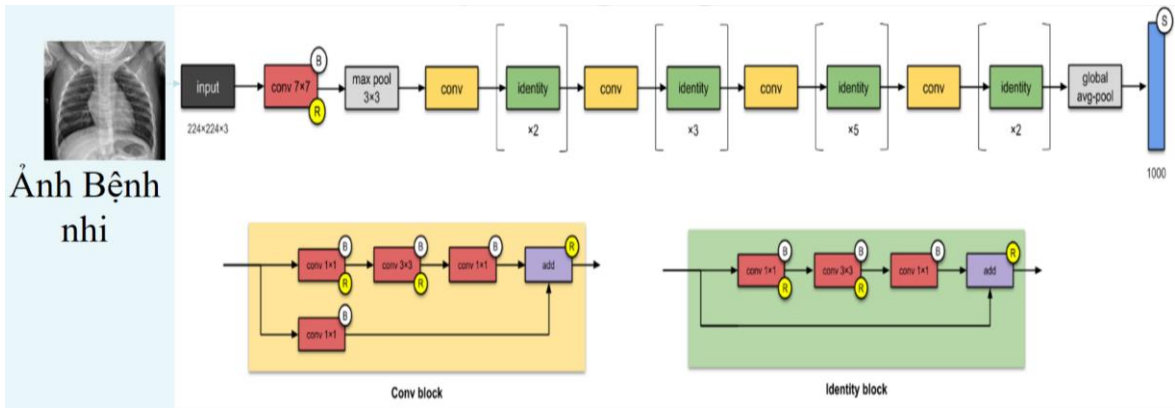 Ảnh Bệnh
nhi
input
224×224×3
conv 7×7
B
R
max pool
3×3
conv
identity
×2
conv
identity
×3
conv
identity
×5
conv
identity
×2
global
avg-pool
S
1000
conv 1×1
B
R
conv 3×3
B
R
conv 1×1
B
add
R
conv 1×1
B
Conv block
conv 1×1
B
R
conv 3×3
B
R
conv 1×1
B
add
R
Identity block